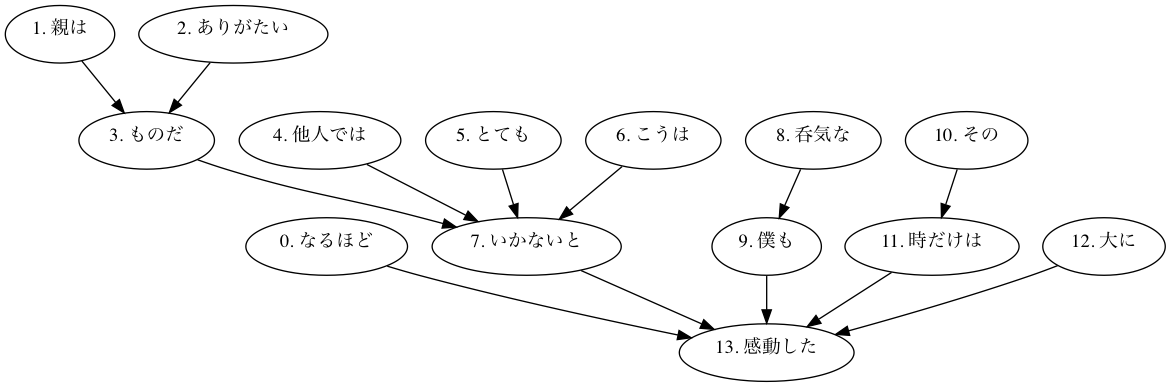 1. 親は
2. ありがたい
3. ものだ
4. 他人では
5. とても
6. こうは
8. 呑気な
10. その
0. なるほど
7. いかないと
9. 僕も
11. 時だけは
12. 大に
13. 感動した